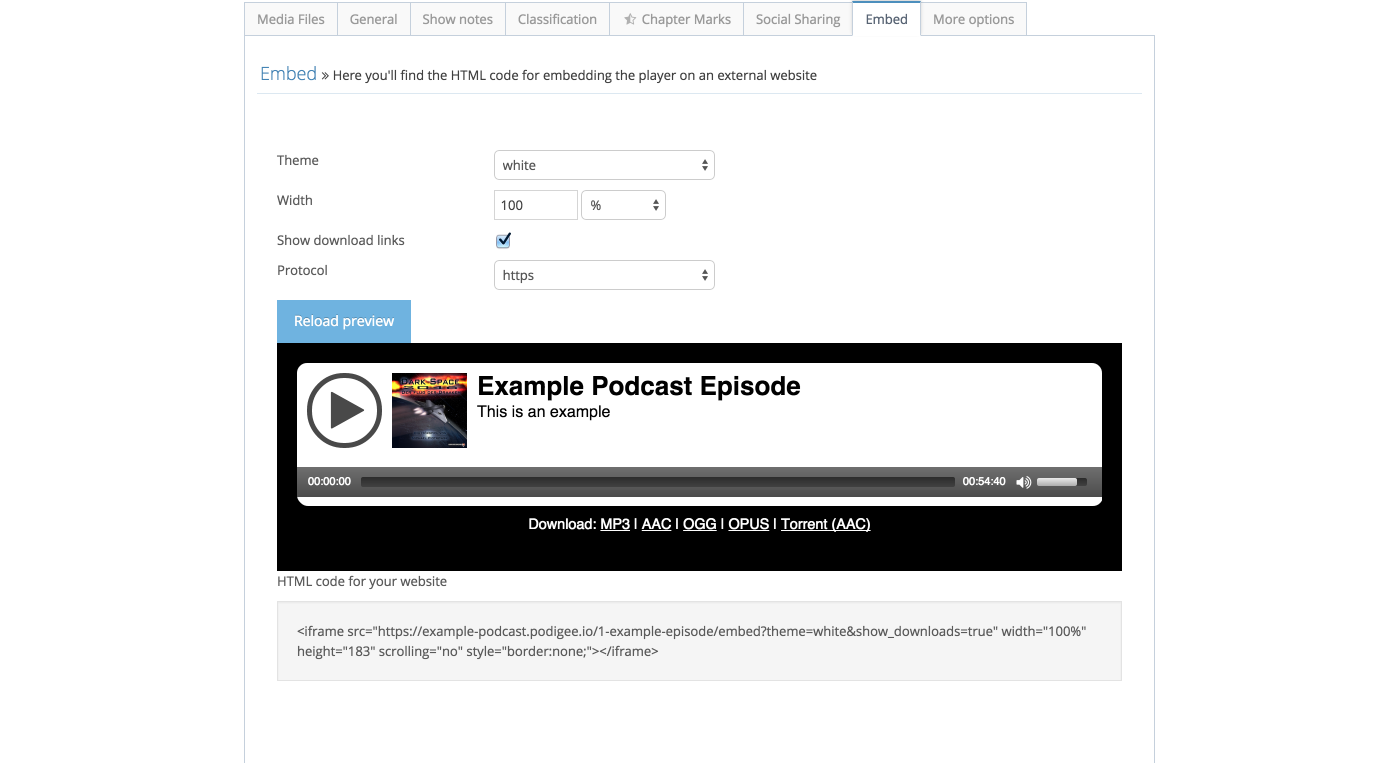 Media Files
General
Show notes
Classification
Chapter Marks
Social Sharing
Embed
More options
Embed » Here you'll find the HTML code for embedding the player on an external website
Theme
white
Width
100
%
Show download links
Protocol
https
Reload preview
DARK SPACE
Example Podcast Episode
This is an example
00:00:00
00:54:40
Download: MP3 | AAC | OGG | OPUS | Torrent (AAC)
HTML code for your website
<iframe src="https://example-podcast.podigee.io/1-example-episode/embed?theme=white&show_downloads=true" width="100%"
height="183" scrolling="no" style="border:none;"></iframe>